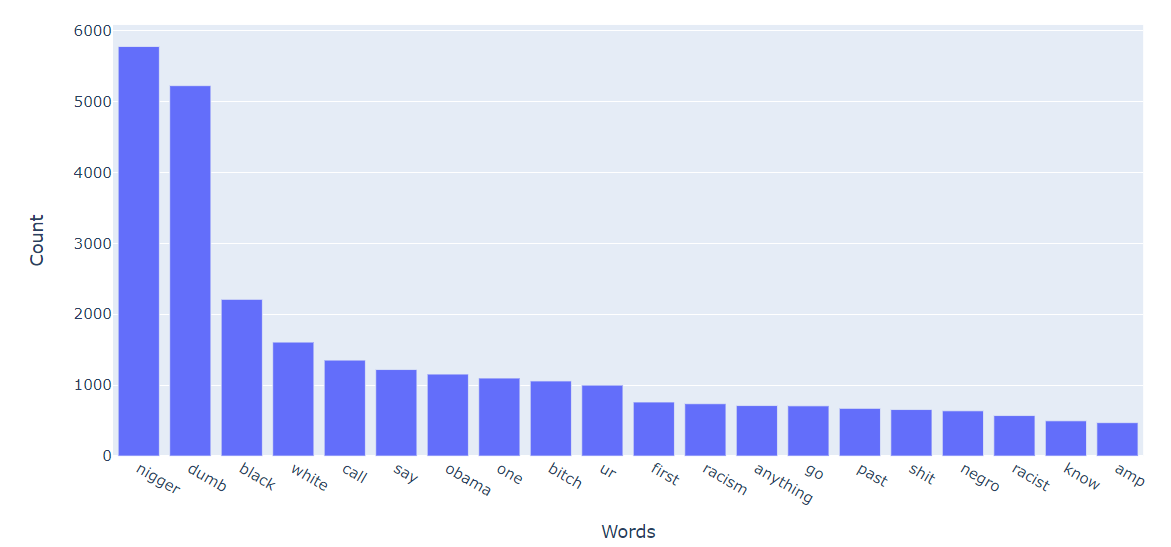 6000
5000
4000
3000
2000
1000
0
Count
nigger
dumb
black
white
call
say
obama
one
bitch
ur
first
racism
anything
go
past
shit
negro
racist
know
amp
Words